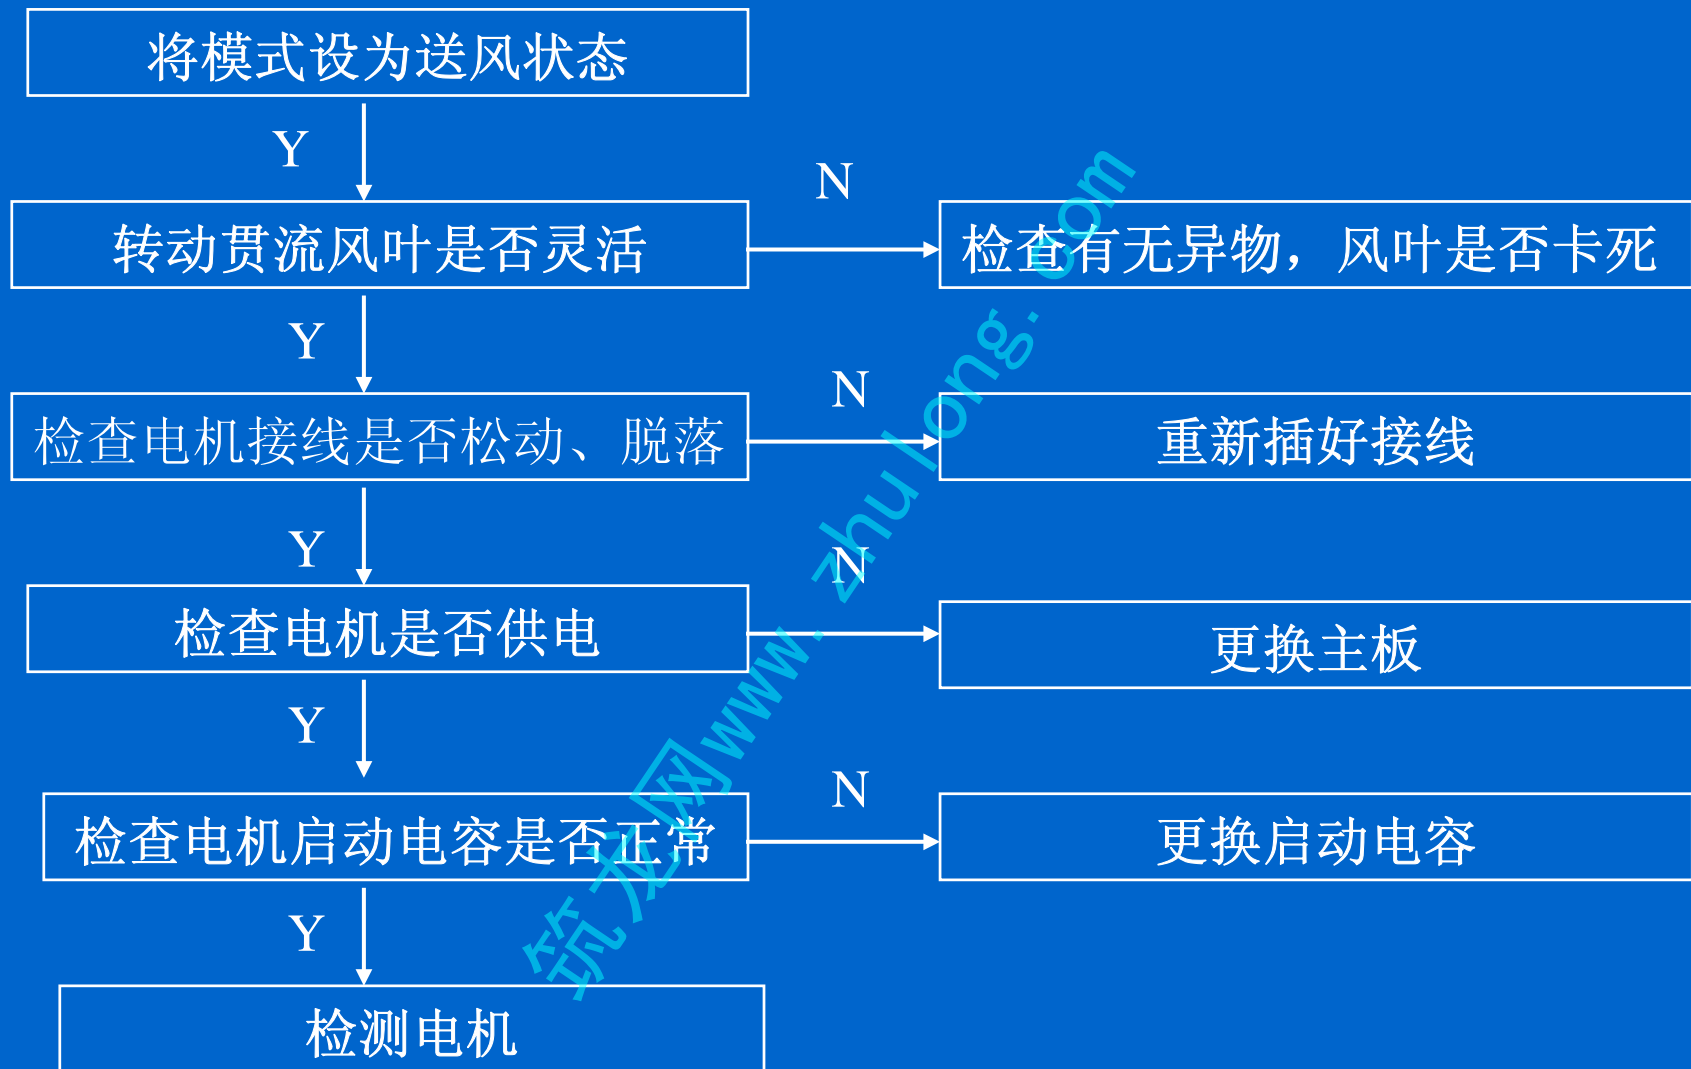 将模式设为送风状态
Y
N
转动贯流风叶是否灵活
检查有无异物，风叶是否卡死
Y
N
检查电机接线是否松动、脱落
重新插好接线
Y
N
检查电机是否供电
更换主板
Y
N
检查电机启动电容是否正常
更换启动电容
Y
检测电机
筑龙网www.zhulong.com